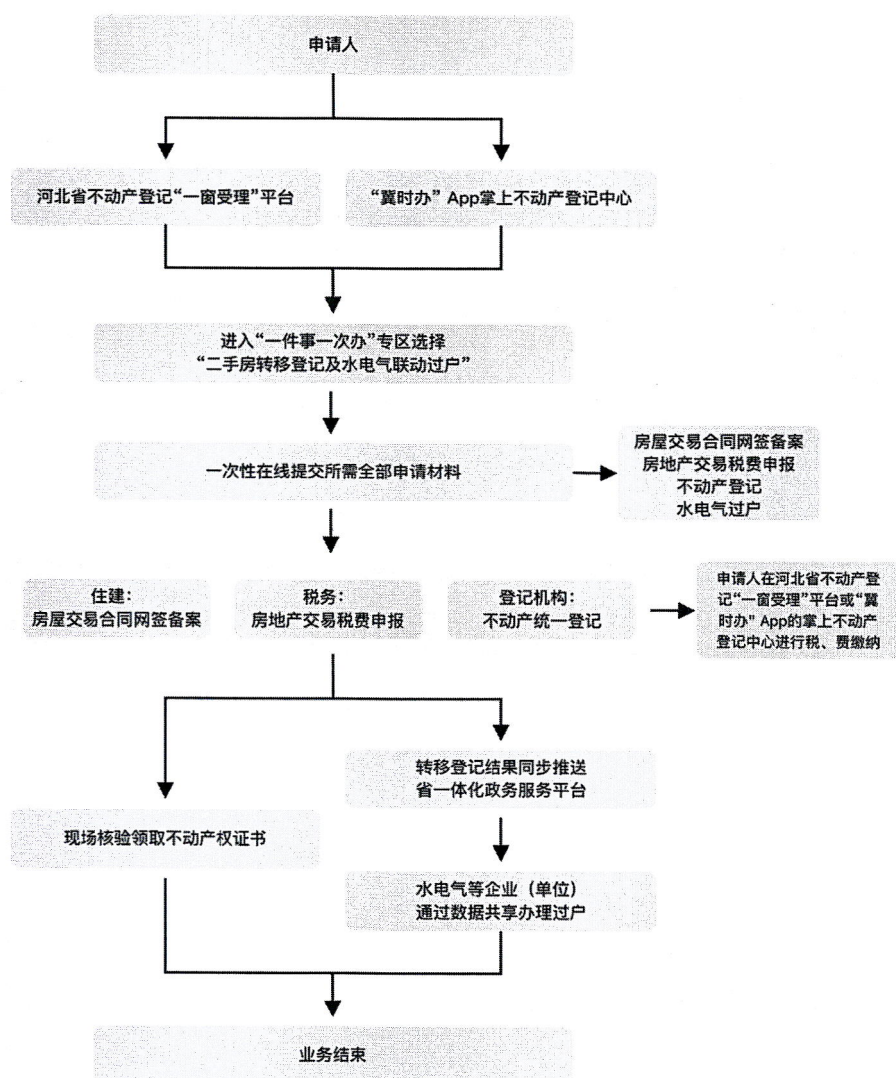 申请人
河北省不动产登记“一窗受理”平台
“冀时办” App掌上不动产登记中心
进入“一件事一次办”专区选择
“二手房转移登记及水电气联动过户”
一次性在线提交所需全部申请材料
房屋交易合同网签备案
房地产交易税费申报
不动产登记
水电气过户
住建：
房屋交易合同网签备案
税务：
房地产交易税费申报
登记机构：
不动产统一登记
申请人在河北省不动产登
记“一窗受理”平台或“冀
时办” App的掌上不动产
登记中心进行税、费缴纳
转移登记结果同步推送
省一体化政务服务平台
现场核验领取不动产权证书
水电气等企业（单位）
通过数据共享办理过户
业务结束